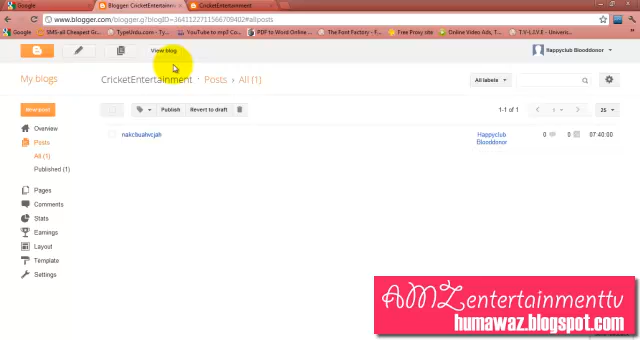 Google
Blogger: CricketEntertainm
CricketEntertainment
www.blogger.com/blogger.g?blogID=3641122711566709402#allposts
Google
SMS-all Cheapest G
TypeUrdu.com - Ty
YouTube to mp3 Co
PDF to Word Online
The Font Factory - F
Free Proxy site
Online Video Ads, T
T.V-L.I.V.E - Univers
View blog
Happyclub Blooddonor
My blogs
CricketEntertainment · Posts › All (1)
All labels
New post
Publish
Revert to draft
1-1 of 1
25
Overview
Posts
All (1)
Published (1)
Happyclub
Blooddonor
0
0
07:40:00
Pages
Comments
Stats
Earnings
Layout
Template
Settings
AMZentertainmenttv
humawaz.blogspot.com